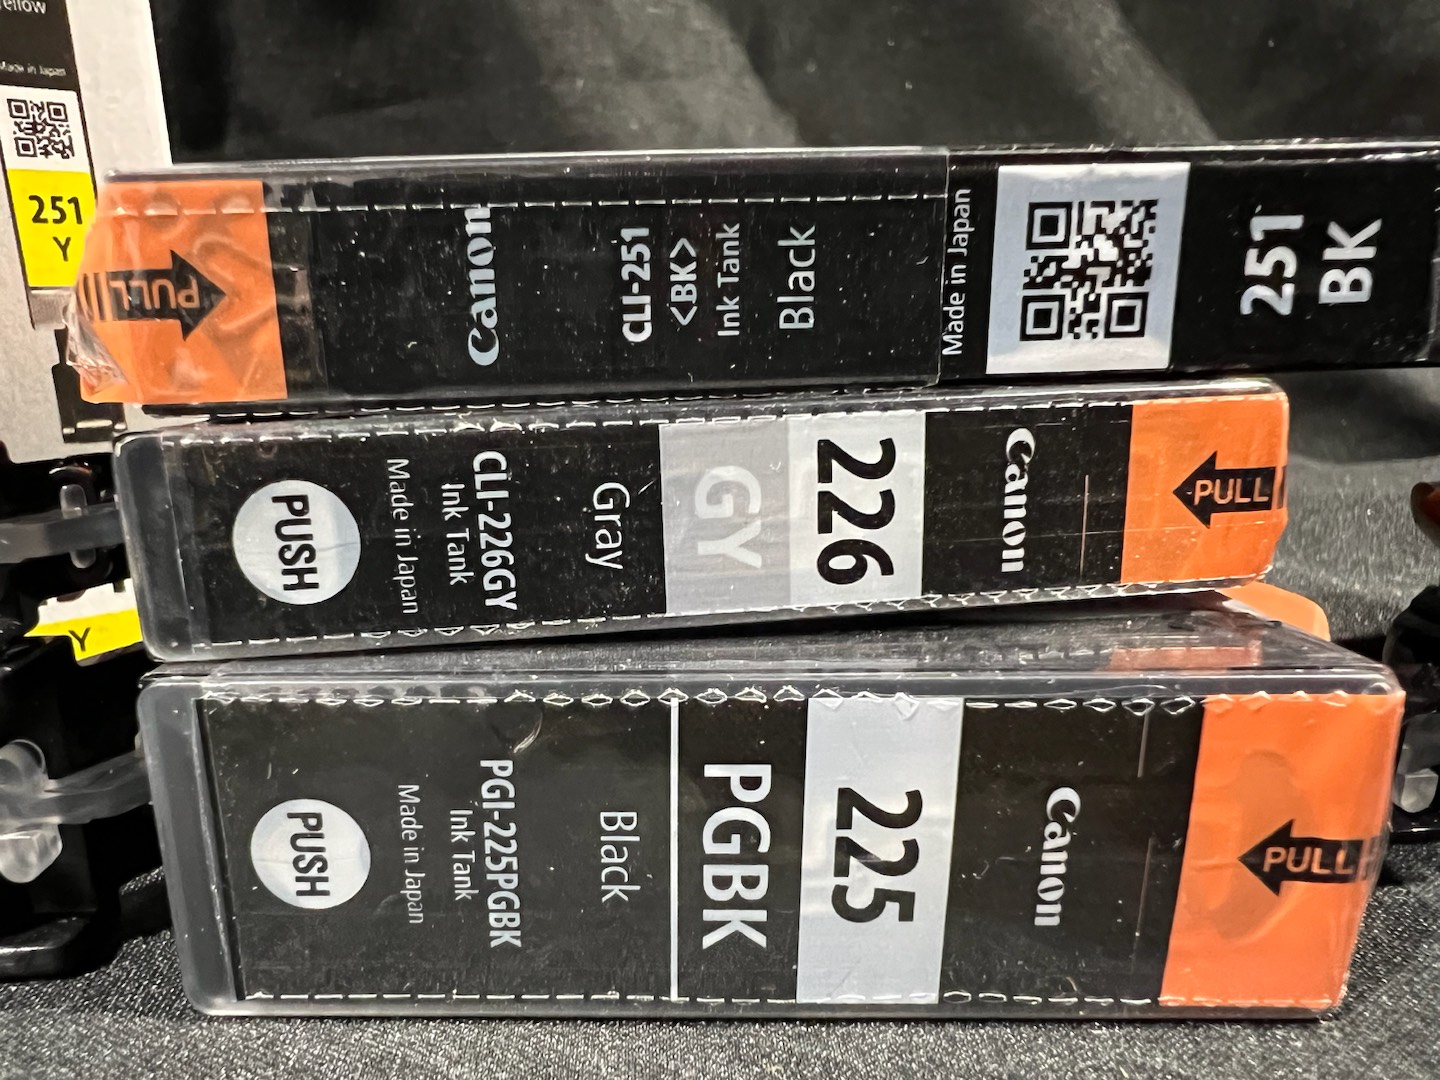 Yellow
Made in Japan
251
Y
PULL
Canon
CLI-251
<BK>
Ink Tank
Black
Made in Japan
251
BK
PUSH
Made in Japan
CLI-226GY
Ink Tank
Gray
GY
226
Canon
PULL
Y
PUSH
Made in Japan
PGI-225PGBK
Ink Tank
Black
PGBK
225
Canon
PULL